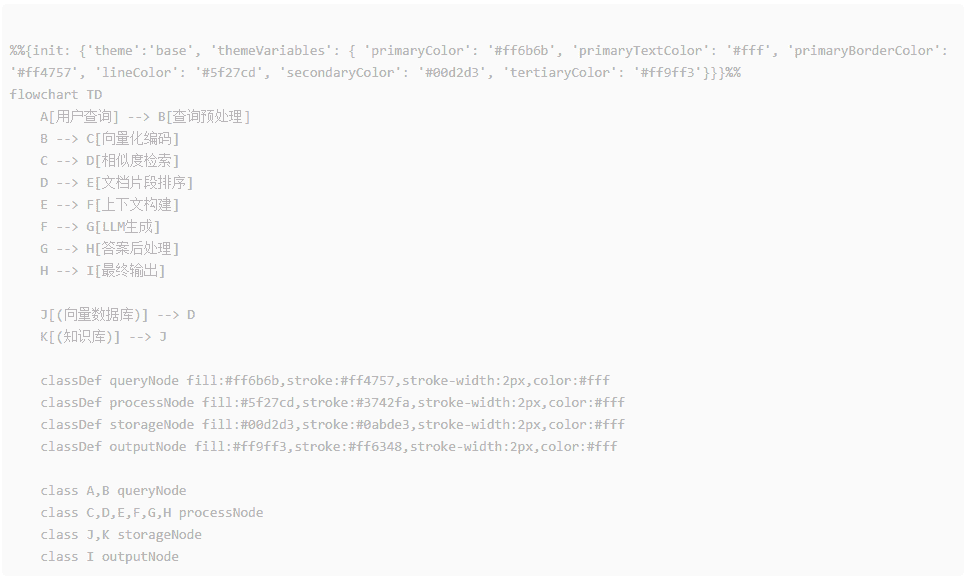 %%{init: {'theme':'base', 'themeVariables': { 'primaryColor': '#ff6b6b', 'primaryTextColor': '#fff', 'primaryBorderColor':
'#ff4757', 'lineColor': '#5f27cd', 'secondaryColor': '#00d2d3', 'tertiaryColor': '#ff9ff3'}}}%%
flowchart TD
    A[用户查询] --> B[查询预处理]
    B --> C[向量化编码]
    C --> D[相似度检索]
    D --> E[文档片段排序]
    E --> F[上下文构建]
    F --> G[LLM生成]
    G --> H[答案后处理]
    H --> I[最终输出]

    J[(向量数据库)] --> D
    K[(知识库)] --> J

    classDef queryNode fill:#ff6b6b,stroke:#ff4757,stroke-width:2px,color:#fff
    classDef processNode fill:#5f27cd,stroke:#3742fa,stroke-width:2px,color:#fff
    classDef storageNode fill:#00d2d3,stroke:#0abde3,stroke-width:2px,color:#fff
    classDef outputNode fill:#ff9ff3,stroke:#ff6348,stroke-width:2px,color:#fff

    class A,B queryNode
    class C,D,E,F,G,H processNode
    class J,K storageNode
    class I outputNode